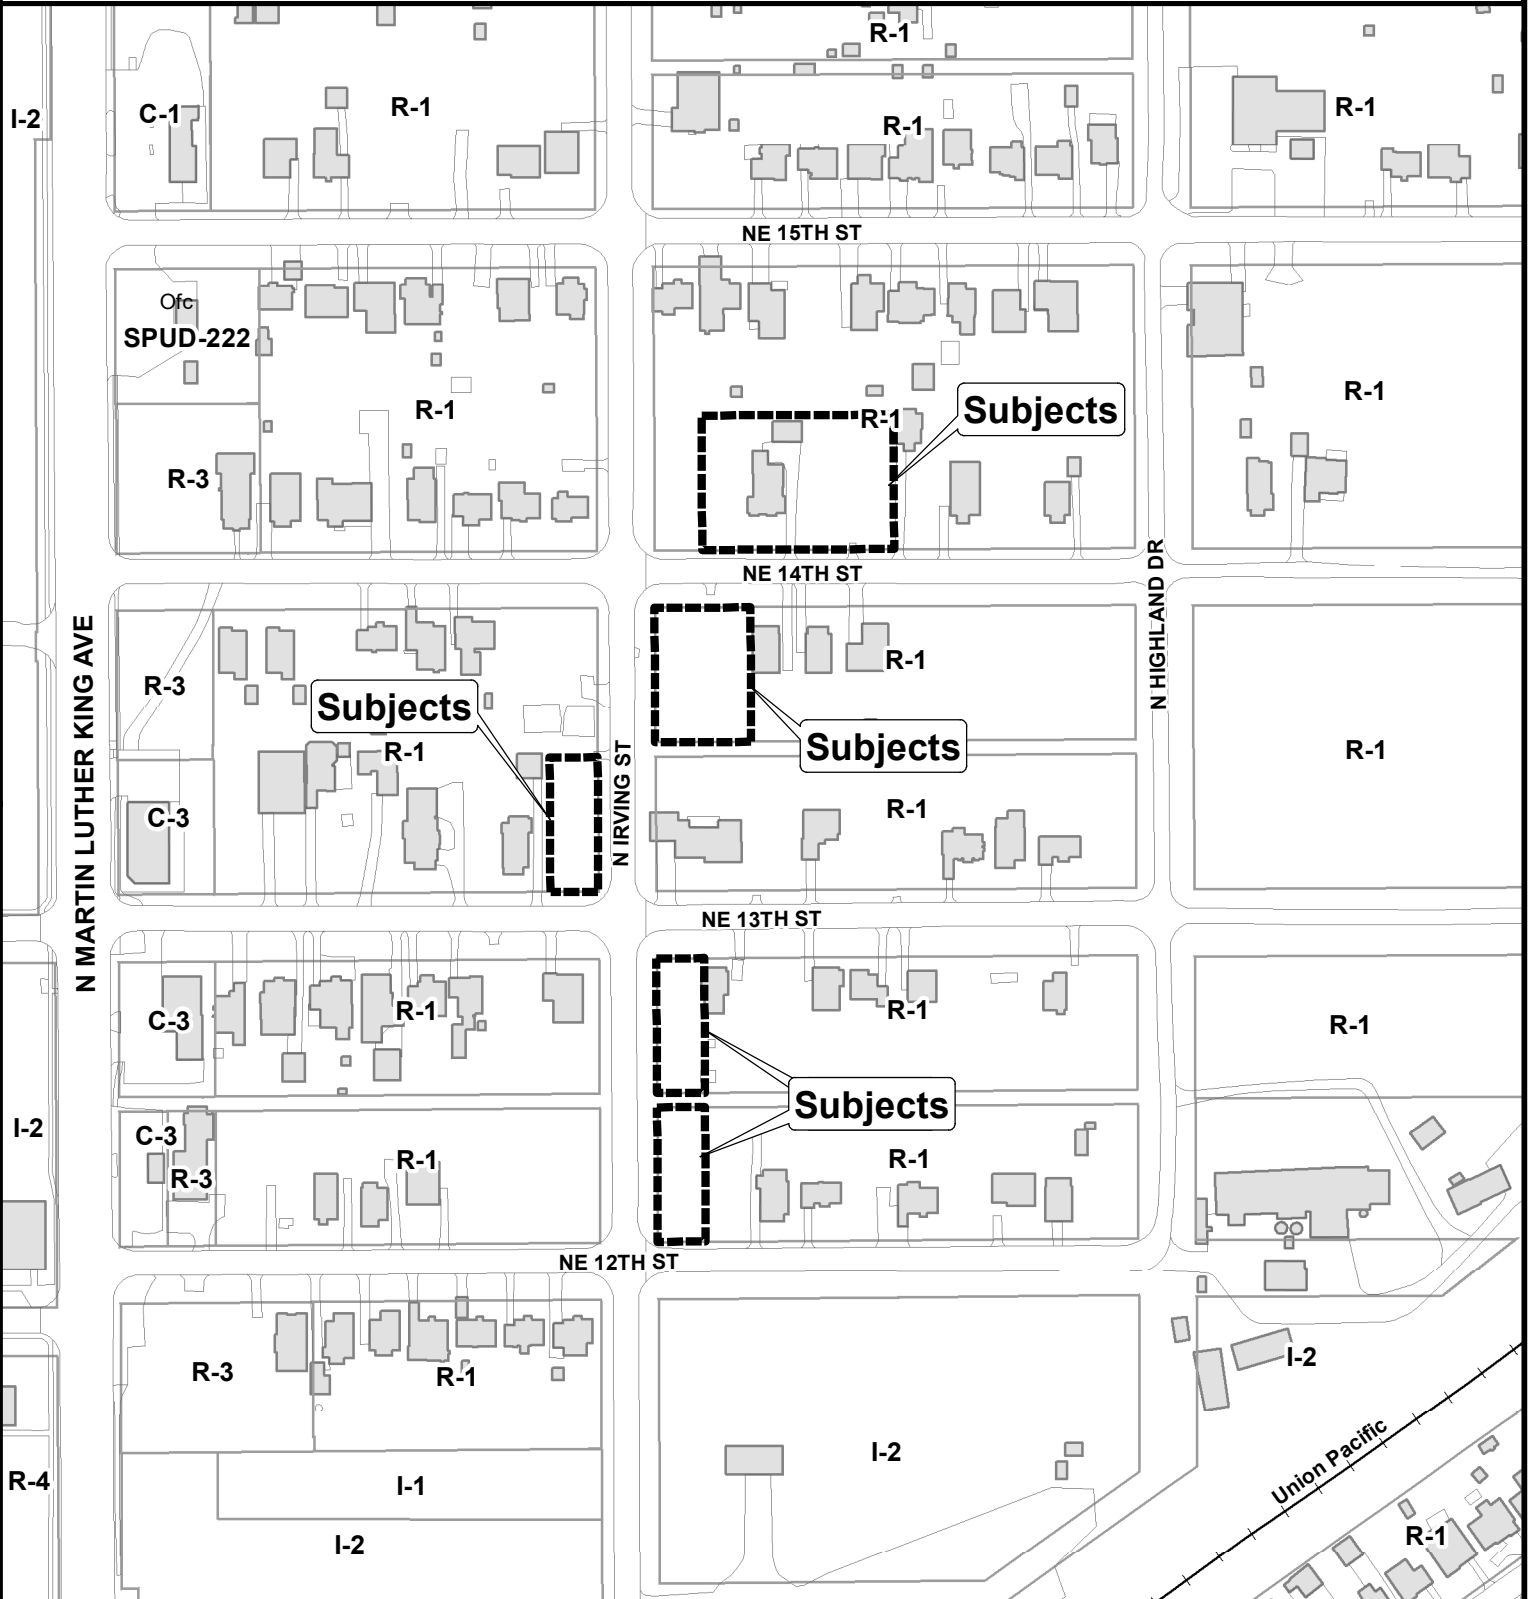 R-1
I-2
C-1
R-1
R-1
R-1
NE 15TH ST
Ofc
SPUD-222
R-1
R-1
R-1
Subjects
R-3
NE 14TH ST
N HIGHLAND DR
N MARTIN LUTHER KING AVE
R-3
R-1
Subjects
Subjects
R-1
R-1
N IRVING ST
C-3
R-1
NE 13TH ST
C-3
R-1
R-1
R-1
Subjects
I-2
C-3
R-3
R-1
R-1
NE 12TH ST
R-3
R-1
I-2
Union Pacific
R-4
I-1
I-2
R-1
I-2